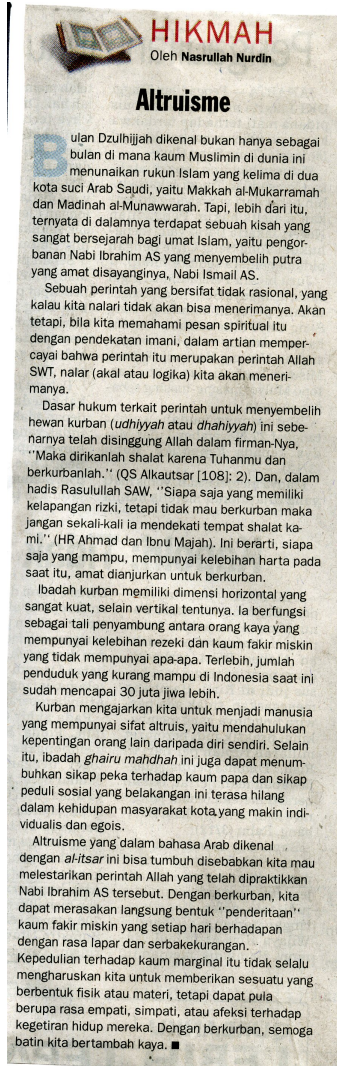 HIKMAH
Oleh Nasrullah Nurdin
Altruisme
Bulan Dzulhijjah dikenal bukan hanya sebagai
bulan di mana kaum Muslimin di dunia ini
menunaikan rukun Islam yang kelima di dua
kota suci Arab Saudi, yaitu Makkah al-Mukarramah
dan Madinah al-Munawwarah. Tapi, lebih dari itu,
ternyata di dalamnya terdapat sebuah kisah yang
sangat bersejarah bagi umat Islam, yaitu pengor-
banan Nabi Ibrahim AS yang menyembelih putra
yang amat disayanginya, Nabi Ismail AS.
Sebuah perintah yang bersifat tidak rasional, yang
kalau kita nalari tidak akan bisa menerimanya. Akan
tetapi, bila kita memahami pesan spiritual itu
dengan pendekatan imani, dalam artian memper-
cayai bahwa perintah itu merupakan perintah Allah
SWT, nalar (akal atau logika) kita akan meneri-
manya.
Dasar hukum terkait perintah untuk menyembelih
hewan kurban (udhiyyah atau dhahiyyah) ini sebe-
narnya telah disinggung Allah dalam firman-Nya,
''Maka dirikanlah shalat karena Tuhanmu dan
berkurbanlah.'' (QS Alkautsar [108]: 2). Dan, dalam
hadis Rasulullah SAW, ''Siapa saja yang memiliki
kelapangan rizki, tetapi tidak mau berkurban maka
jangan sekali-kali ia mendekati tempat shalat ka-
mi.'' (HR Ahmad dan Ibnu Majah). Ini berarti, siapa
saja yang mampu, mempunyai kelebihan harta pada
saat itu, amat dianjurkan untuk berkurban.
Ibadah kurban memiliki dimensi horizontal yang
sangat kuat, selain vertikal tentunya. Ia berfungsi
sebagai tali penyambung antara orang kaya yang
mempunyai kelebihan rezeki dan kaum fakir miskin
yang tidak mempunyai apa-apa. Terlebih, jumlah
penduduk yang kurang mampu di Indonesia saat ini
sudah mencapai 30 juta jiwa lebih.
Kurban mengajarkan kita untuk menjadi manusia
yang mempunyai sifat altruis, yaitu mendahulukan
kepentingan orang lain daripada diri sendiri. Selain
itu, ibadah ghairu mahdhah ini juga dapat menum-
buhkan sikap peka terhadap kaum papa dan sikap
peduli sosial yang belakangan ini terasa hilang
dalam kehidupan masyarakat kota yang makin indi-
vidualis dan egois.
Altruisme yang dalam bahasa Arab dikenal
dengan al-itsar ini bisa tumbuh disebabkan kita mau
melestarikan perintah Allah yang telah dipraktikkan
Nabi Ibrahim AS tersebut. Dengan berkurban, kita
dapat merasakan langsung bentuk ''penderitaan''
kaum fakir miskin yang setiap hari berhadapan
dengan rasa lapar dan serbakekurangan.
Kepedulian terhadap kaum marginal itu tidak selalu
mengharuskan kita untuk memberikan sesuatu yang
berbentuk fisik atau materi, tetapi dapat pula
berupa rasa empati, simpati, atau afeksi terhadap
kegetiran hidup mereka. Dengan berkurban, semoga
batin kita bertambah kaya. ■